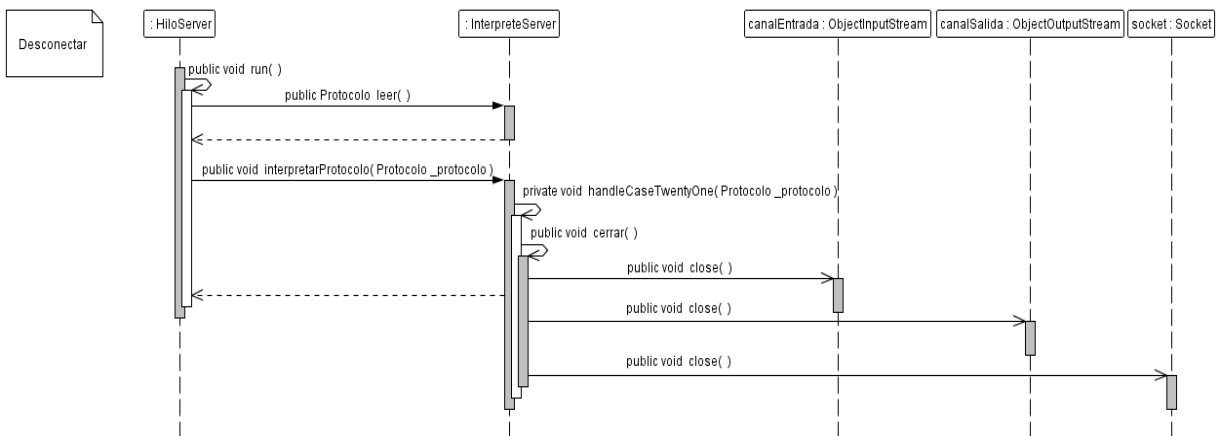 Desconectar
: HiloServer
: InterpreteServer
canalEntrada : ObjectInputStream
canalSalida : ObjectOutputStream
socket : Socket
public void run( )
public Protocolo leer( )
public void interpretarProtocolo( Protocolo _protocolo )
private void handleCaseTwentyOne( Protocolo _protocolo )
public void cerrar( )
public void close( )
public void close( )
public void close( )